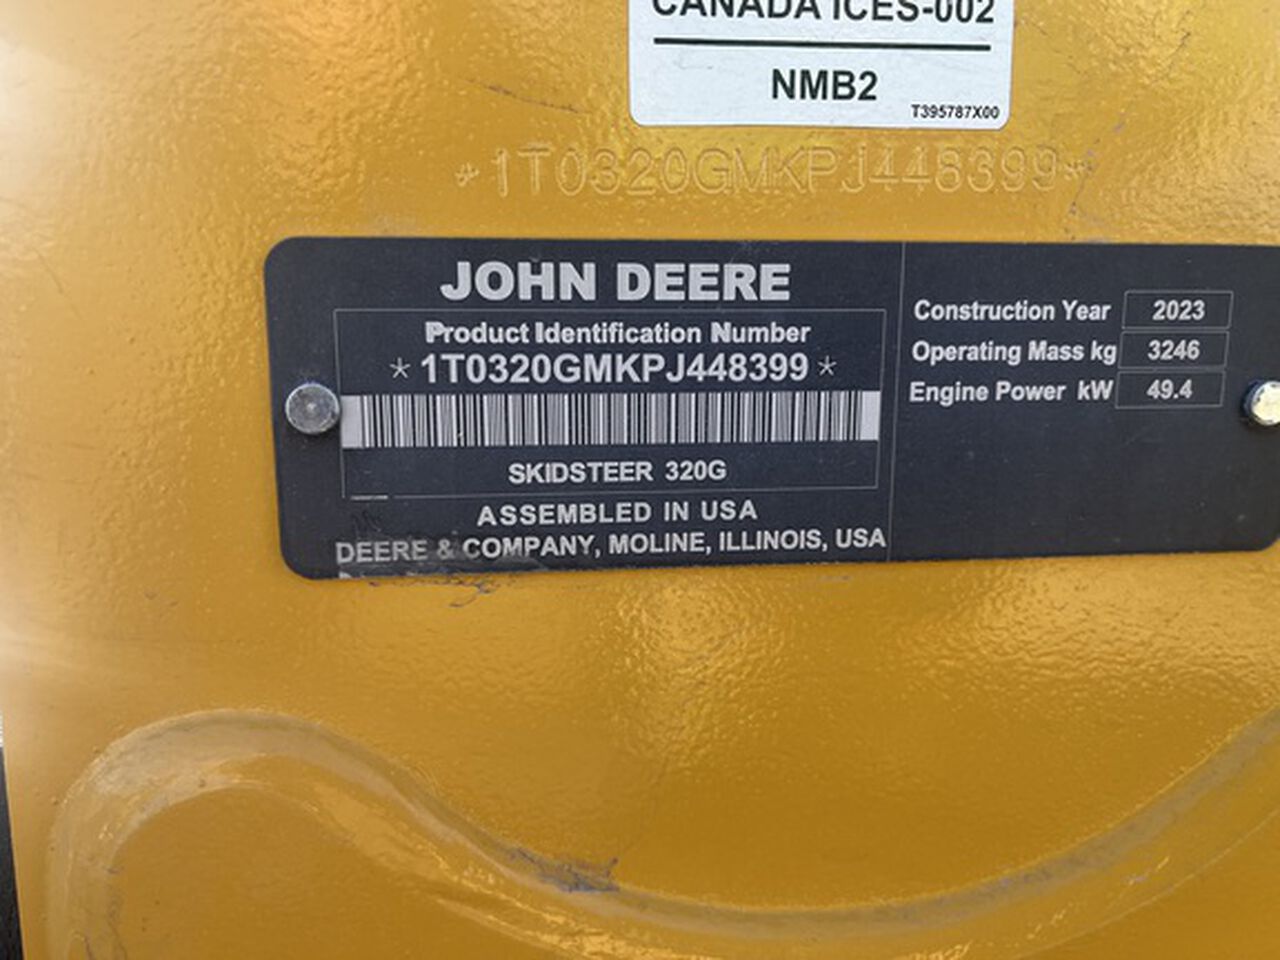 CANADA ICES-002
NMB2
T395787X00
*1T0320GMKPJ448399*
JOHN DEERE
Product Identification Number
*1T0320GMKPJ448399*
SKIDSTEER 320G
ASSEMBLED IN USA
DEERE & COMPANY, MOLINE, ILLINOIS, USA
Construction Year 2023
Operating Mass kg 3246
Engine Power kW 49.4